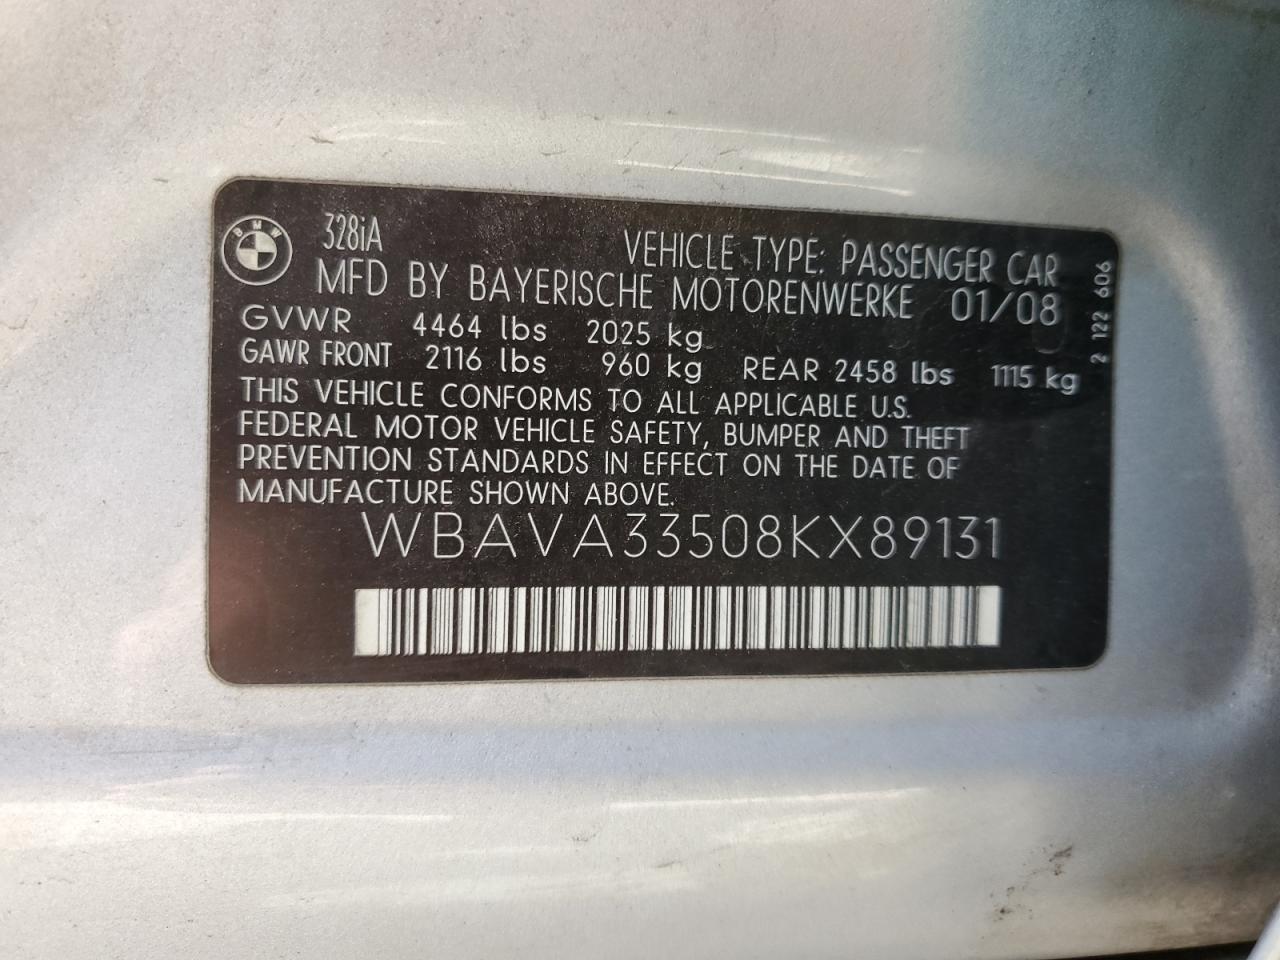 BMW
328iA
VEHICLE TYPE: PASSENGER CAR
MFD BY BAYERISCHE MOTORENWERKE 01/08
GVWR 4464 lbs 2025 kg
GAWR FRONT 2116 lbs 960 kg REAR 2458 lbs 1115 kg
THIS VEHICLE CONFORMS TO ALL APPLICABLE U.S.
FEDERAL MOTOR VEHICLE SAFETY, BUMPER AND THEFT
PREVENTION STANDARDS IN EFFECT ON THE DATE OF
MANUFACTURE SHOWN ABOVE.
WBAVA33508KX89131
2 122 606